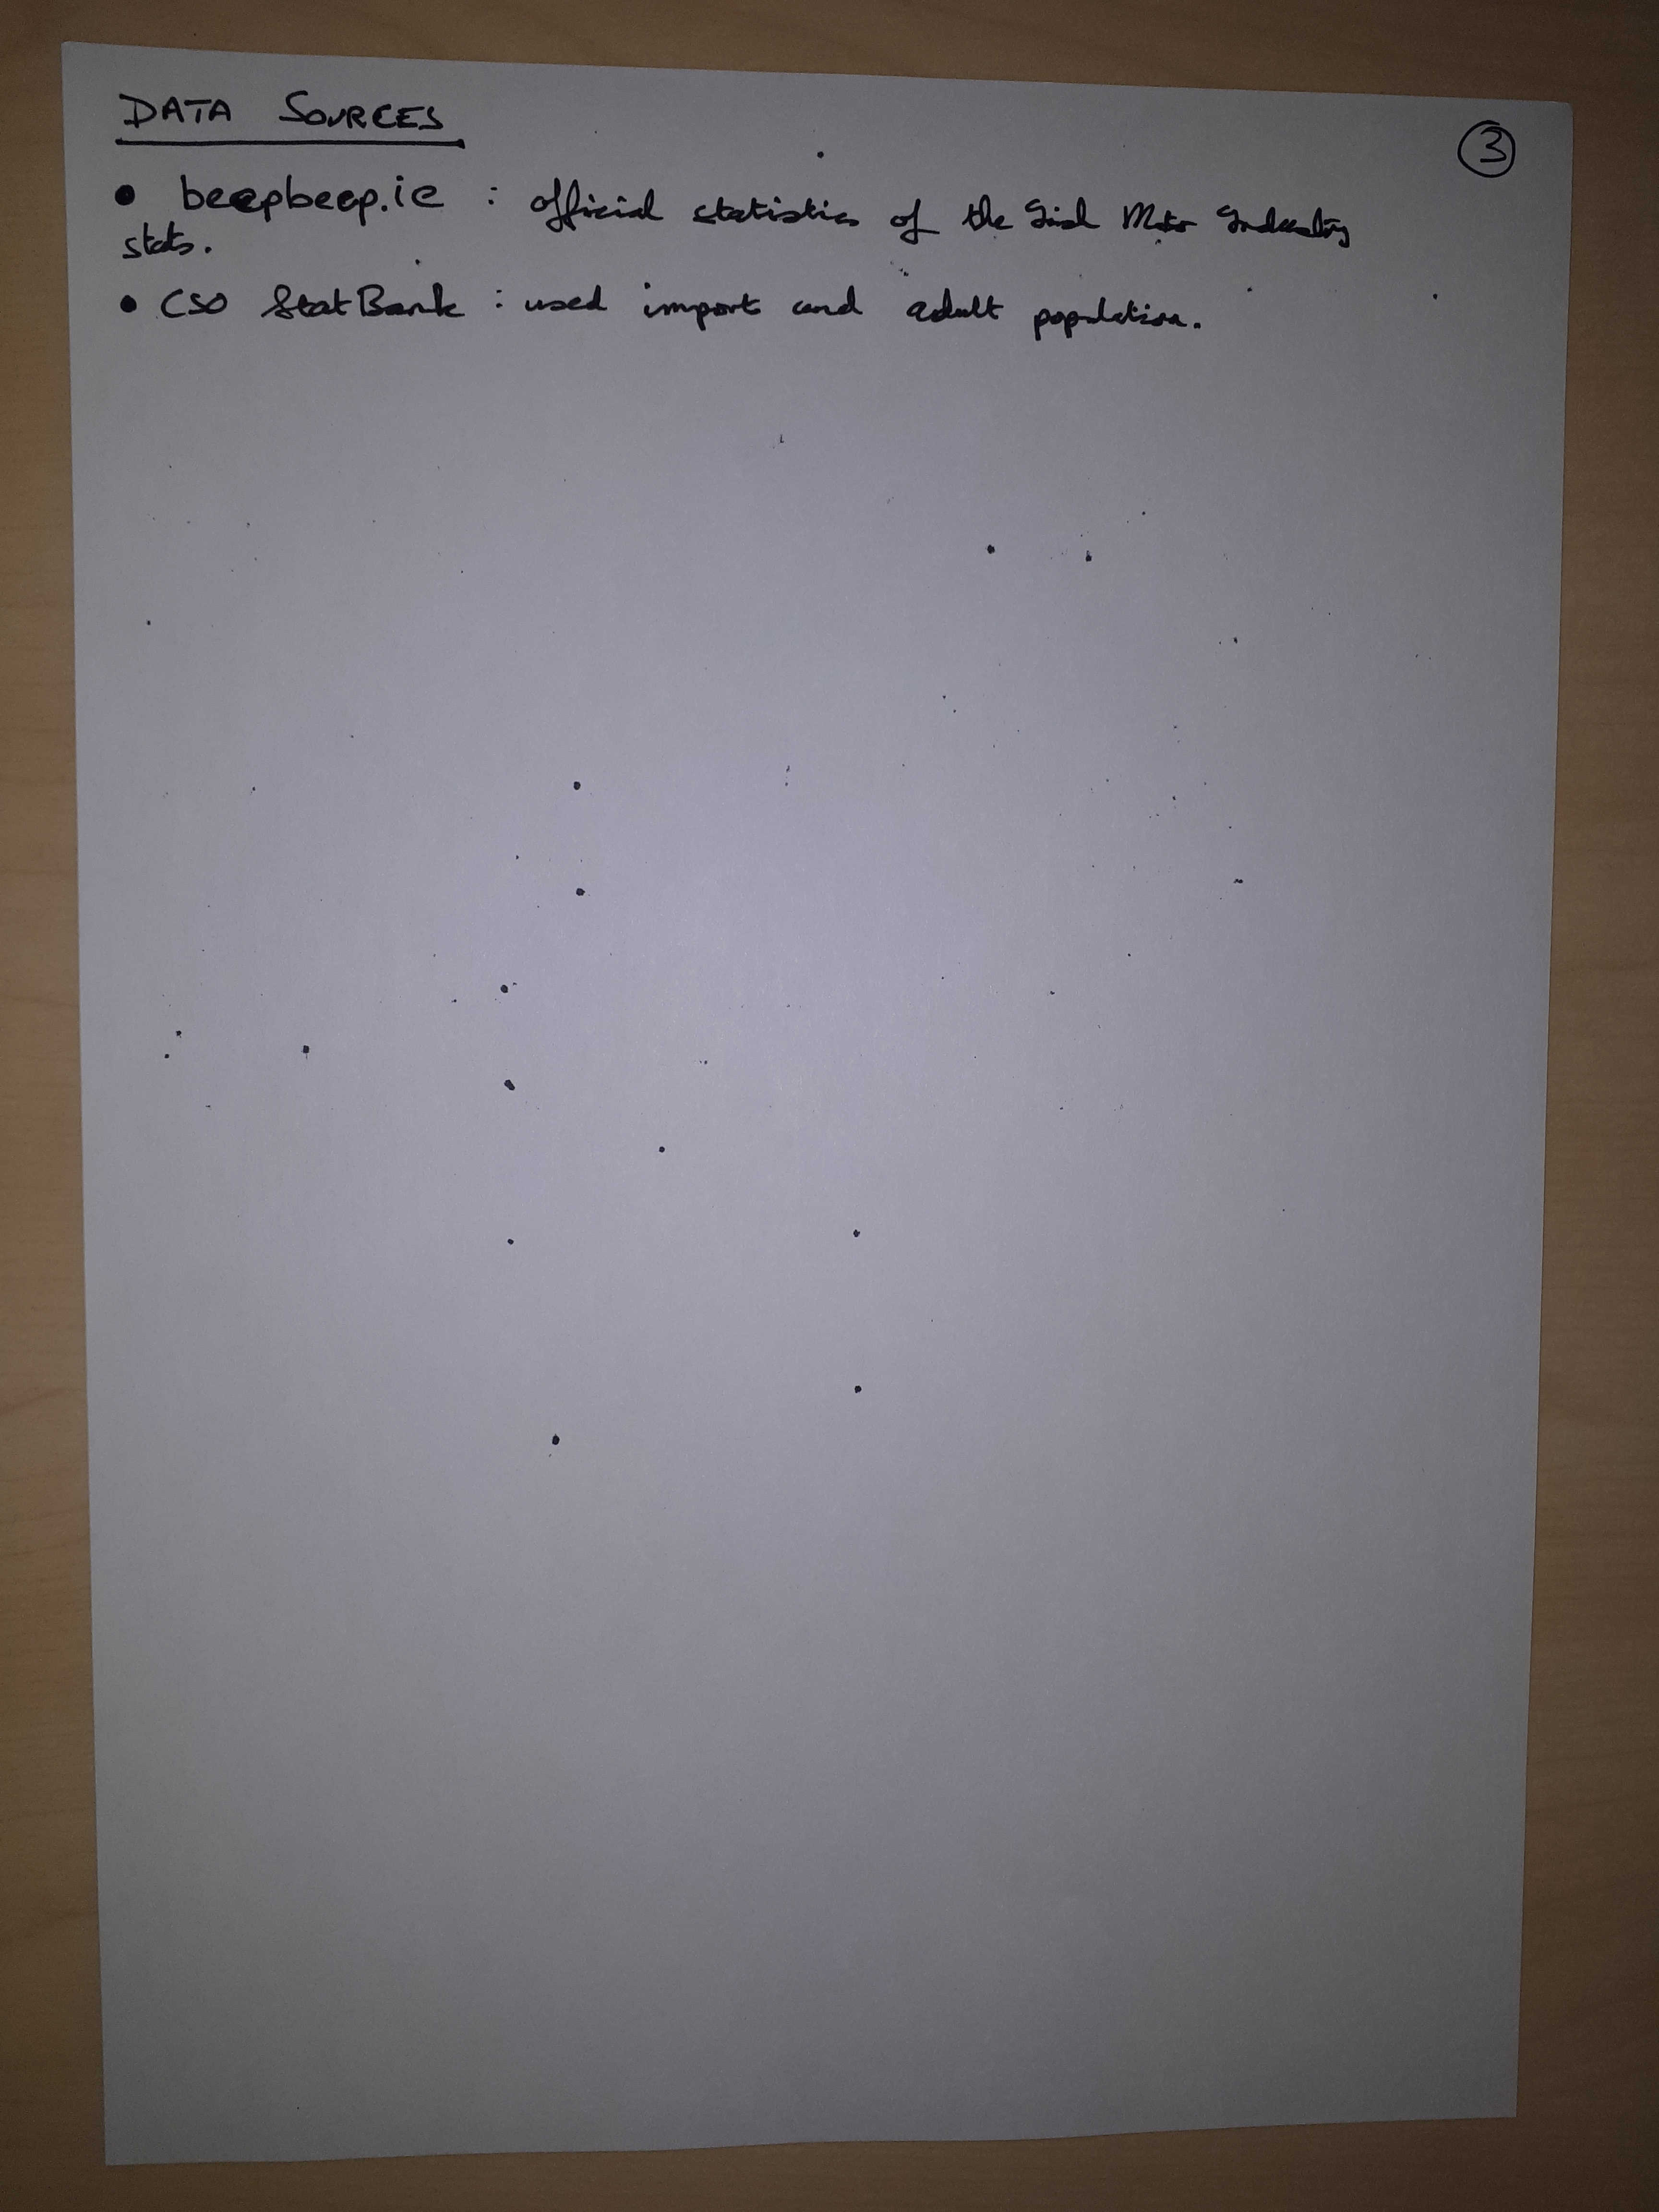 DATA SOURCES
3
• beepbeep.ie : official statistics of the Irish Motor Industry
stats.
• CSO StatBank : used import and adult population.